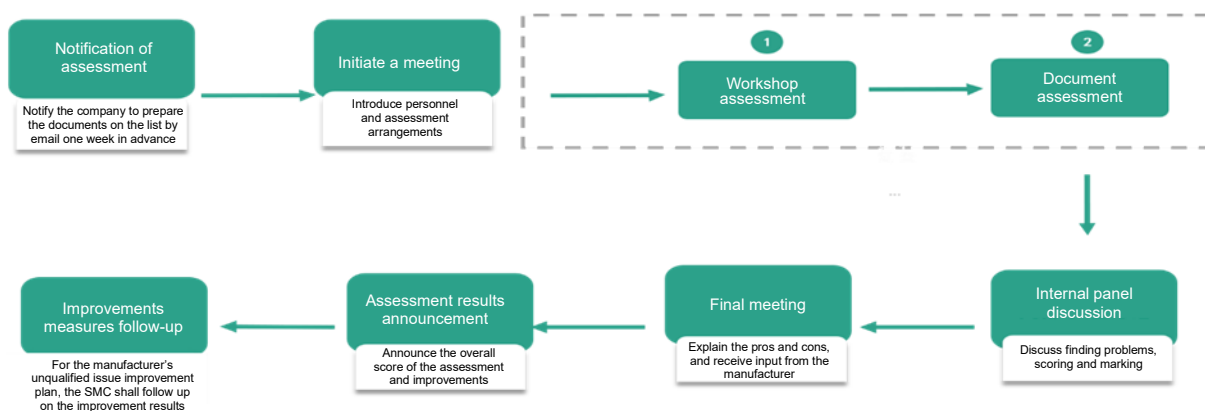 Notification of
assessment
Notify the company to prepare
the documents on the list by
email one week in advance
Initiate a meeting
Introduce personnel
and assessment
arrangements
1
Workshop
assessment
2
Document
assessment
...
Internal panel
discussion
Discuss finding problems,
scoring and marking
Final meeting
Explain the pros and cons,
and receive input from the
manufacturer
Assessment results
announcement
Announce the overall
score of the assessment
and improvements
Improvements
measures follow-up
For the manufacturer's
unqualified issue improvement
plan, the SMC shall follow up
on the improvement results